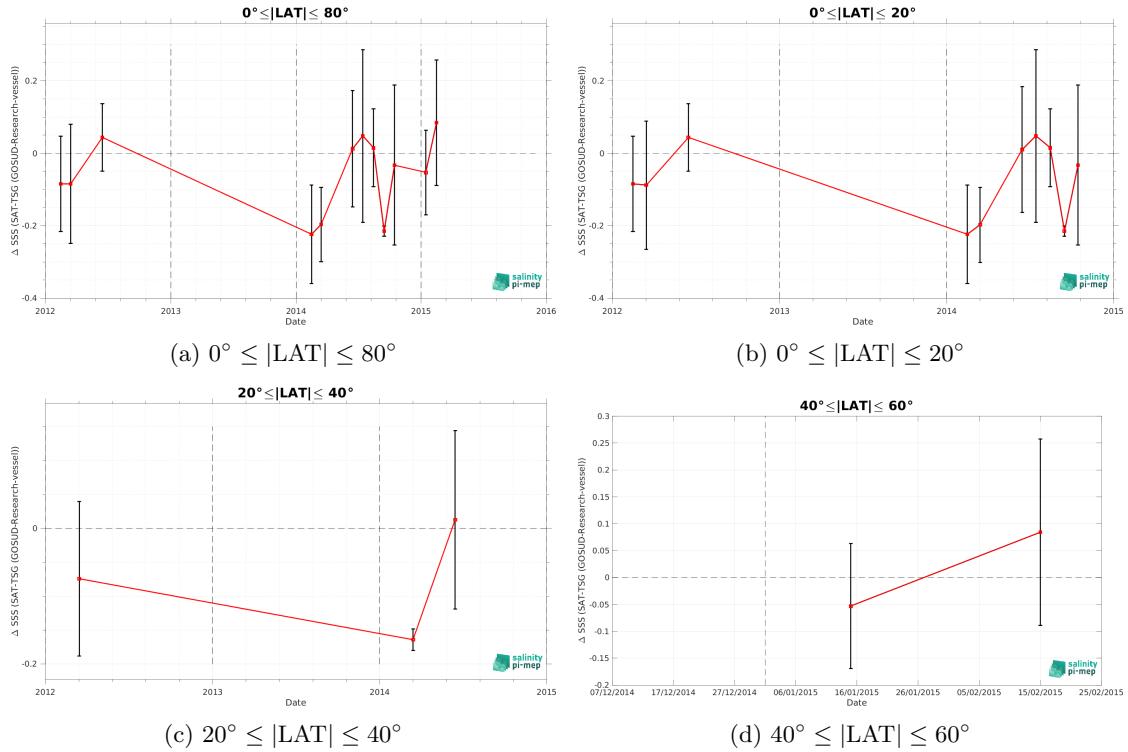 0°≤|LAT|≤ 80°
Δ SSS (SAT-TSG (GOSUD-Research-vessel))
0.2
0
-0.2
-0.4
2012
2013
2014
2015
2016
Date
salinity
pi-mep
(a) 0° ≤ |LAT| ≤ 80°
0°≤|LAT|≤ 20°
Δ SSS (SAT-TSG (GOSUD-Research-vessel))
0.2
0
-0.2
-0.4
2012
2013
2014
2015
Date
salinity
pi-mep
(b) 0° ≤ |LAT| ≤ 20°
20°≤|LAT|≤ 40°
Δ SSS (SAT-TSG (GOSUD-Research-vessel))
0
-0.2
2012
2013
2014
2015
Date
salinity
pi-mep
(c) 20° ≤ |LAT| ≤ 40°
40°≤|LAT|≤ 60°
Δ SSS (SAT-TSG (GOSUD-Research-vessel))
0.3
0.25
0.2
0.15
0.1
0.05
0
-0.05
-0.1
-0.15
-0.2
07/12/2014
17/12/2014
27/12/2014
06/01/2015
16/01/2015
26/01/2015
05/02/2015
15/02/2015
25/02/2015
Date
salinity
pi-mep
(d) 40° ≤ |LAT| ≤ 60°